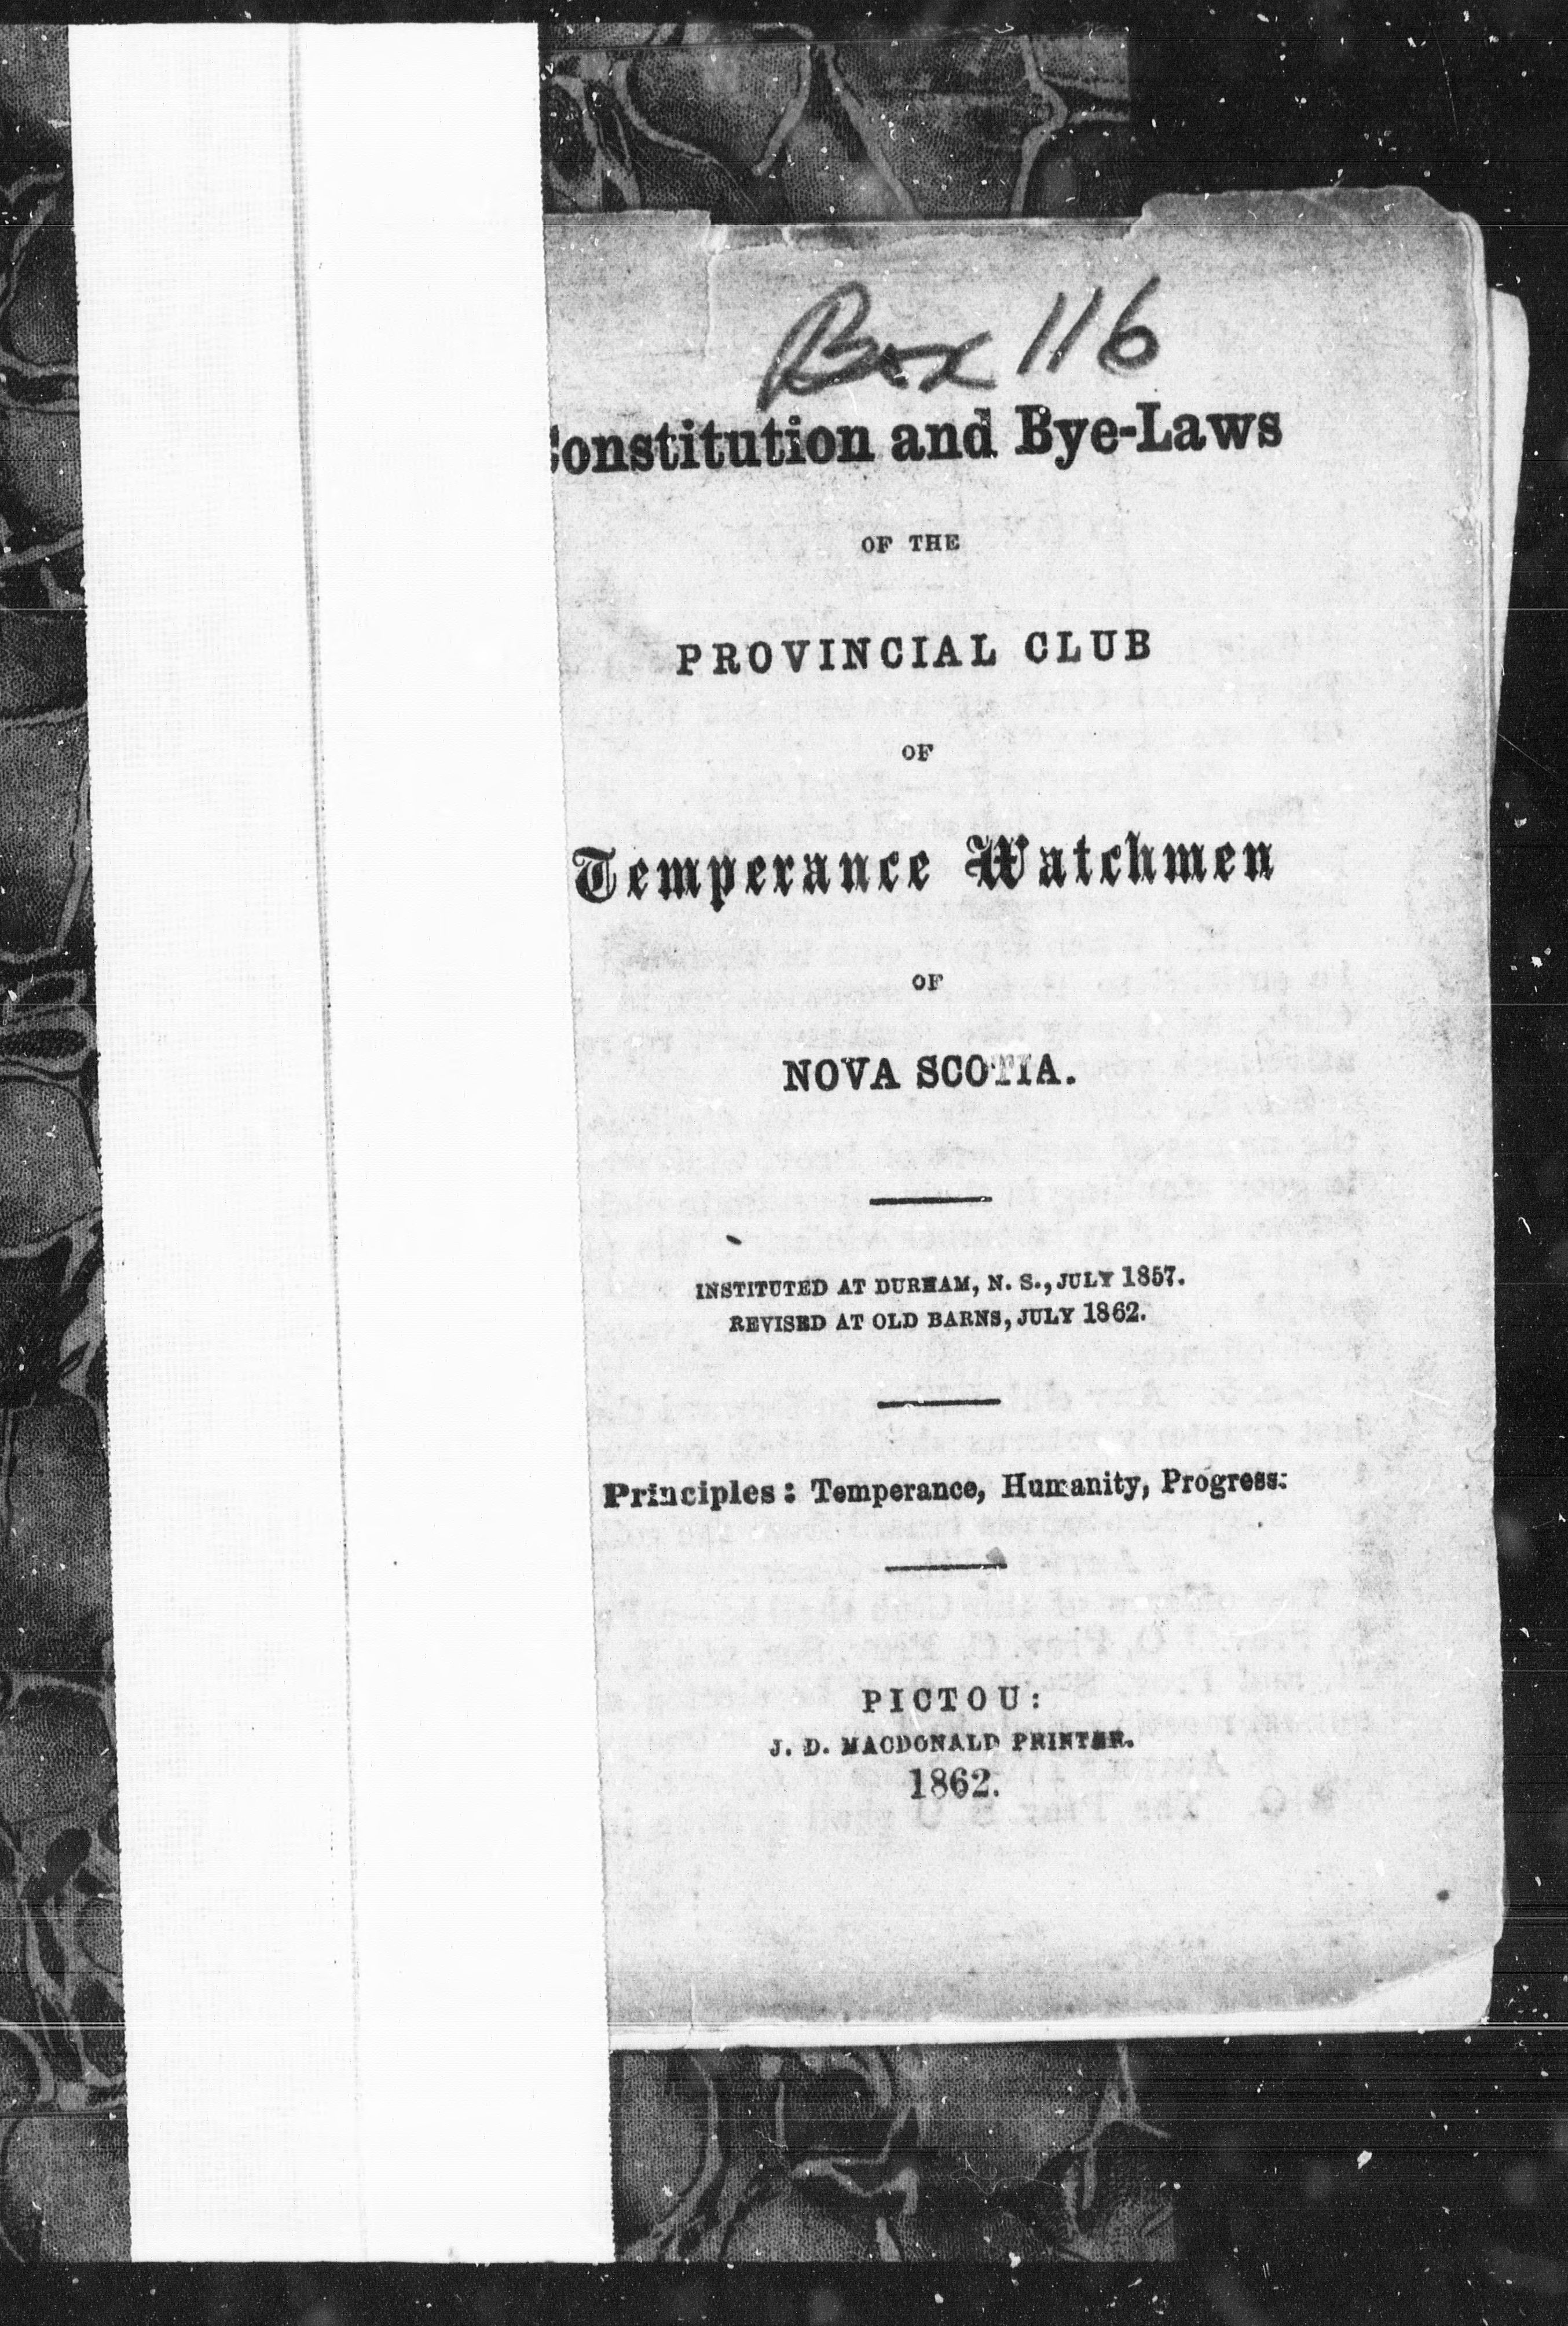 Box 116
Constitution and Bye-Laws
OF THE
PROVINCIAL CLUB
OF
Temperance Watchmen
OF
NOVA SCOTIA.
INSTITUTED AT DURHAM, N. S., JULY 1857.
REVISED AT OLD BARNS, JULY 1862.
Principles: Temperance, Humanity, Progress:
PICTOU:
J. D. MACDONALD PRINTER.
1862.